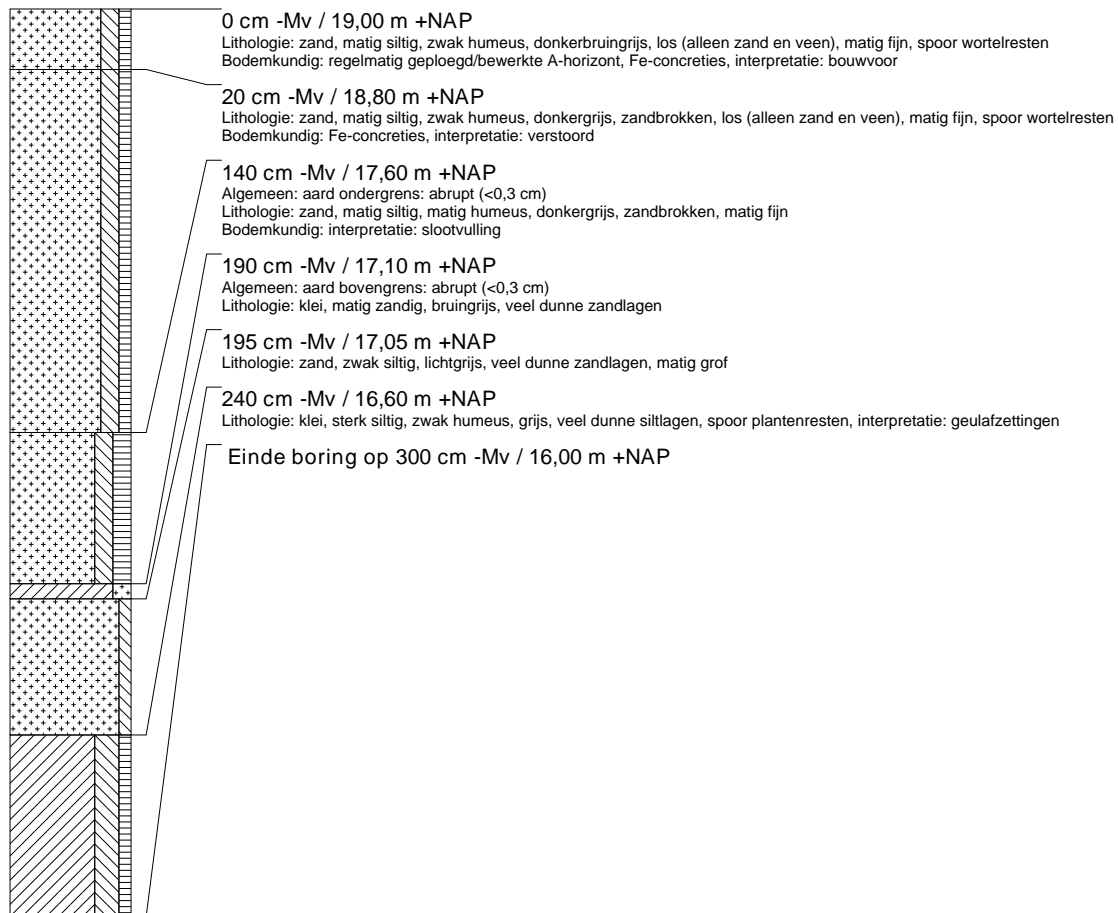 0 cm -Mv / 19,00 m +NAP
Lithologie: zand, matig siltig, zwak humeus, donkerbruingrijs, los (alleen zand en veen), matig fijn, spoor wortelresten
Bodemkundig: regelmatig geploegd/bewerkte A-horizont, Fe-concreties, interpretatie: bouwvoor
20 cm -Mv / 18,80 m +NAP
Lithologie: zand, matig siltig, zwak humeus, donkergrijs, zandbrokken, los (alleen zand en veen), matig fijn, spoor wortelresten
Bodemkundig: Fe-concreties, interpretatie: verstoord
140 cm -Mv / 17,60 m +NAP
Algemeen: aard ondergrens: abrupt (<0,3 cm)
Lithologie: zand, matig siltig, matig humeus, donkergrijs, zandbrokken, matig fijn
Bodemkundig: interpretatie: slootvulling
190 cm -Mv / 17,10 m +NAP
Algemeen: aard bovengrens: abrupt (<0,3 cm)
Lithologie: klei, matig zandig, bruingrijs, veel dunne zandlagen
195 cm -Mv / 17,05 m +NAP
Lithologie: zand, zwak siltig, lichtgrijs, veel dunne zandlagen, matig grof
240 cm -Mv / 16,60 m +NAP
Lithologie: klei, sterk siltig, zwak humeus, grijs, veel dunne siltlagen, spoor plantenresten, interpretatie: geulafzettingen
Einde boring op 300 cm -Mv / 16,00 m +NAP